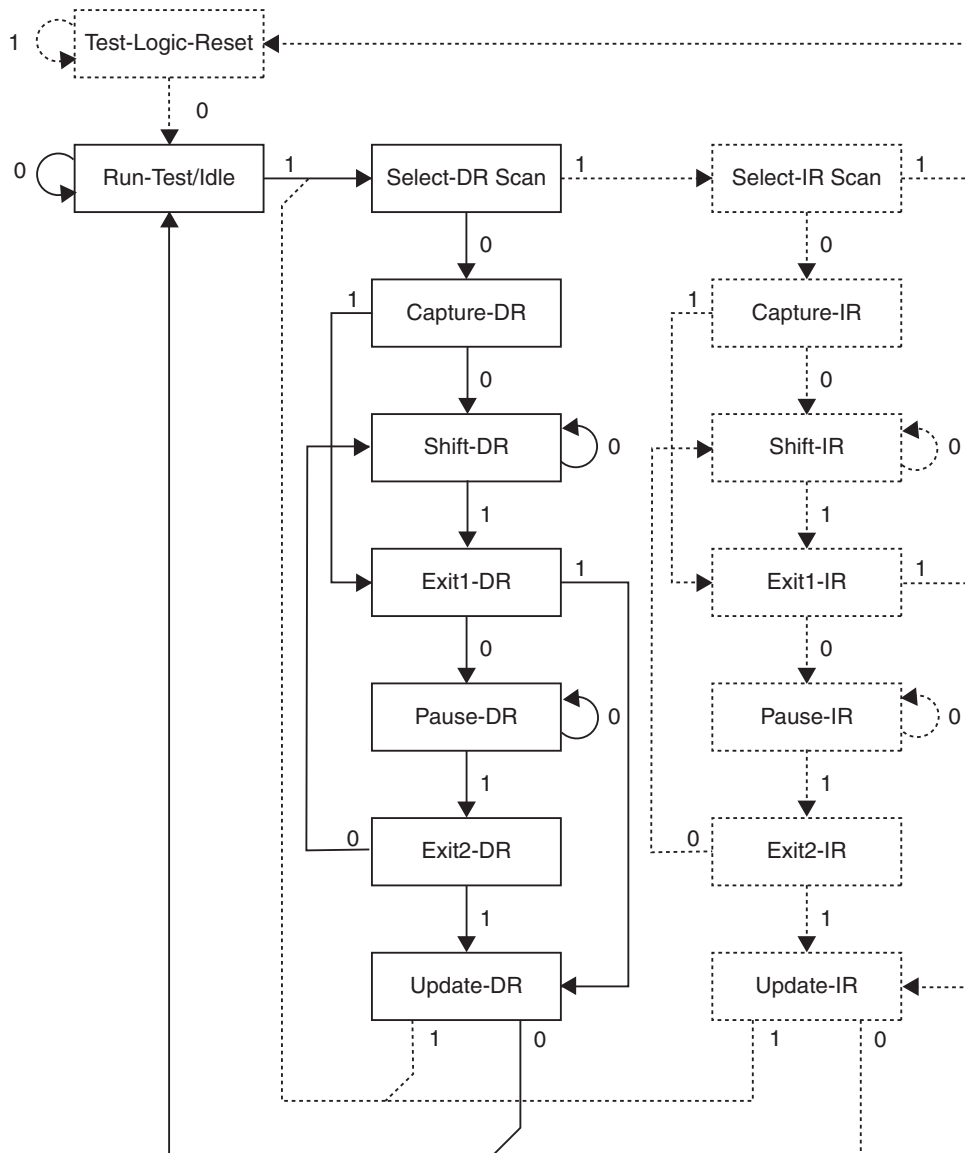 1
Test-Logic-Reset
0
0
Run-Test/Idle
1
Select-DR Scan
1
Select-IR Scan
1
0
0
1
Capture-DR
1
Capture-IR
0
0
Shift-DR
0
Shift-IR
0
1
1
Exit1-DR
1
Exit1-IR
1
0
0
Pause-DR
0
Pause-IR
0
1
1
0
Exit2-DR
0
Exit2-IR
1
1
Update-DR
Update-IR
1
0
1
0